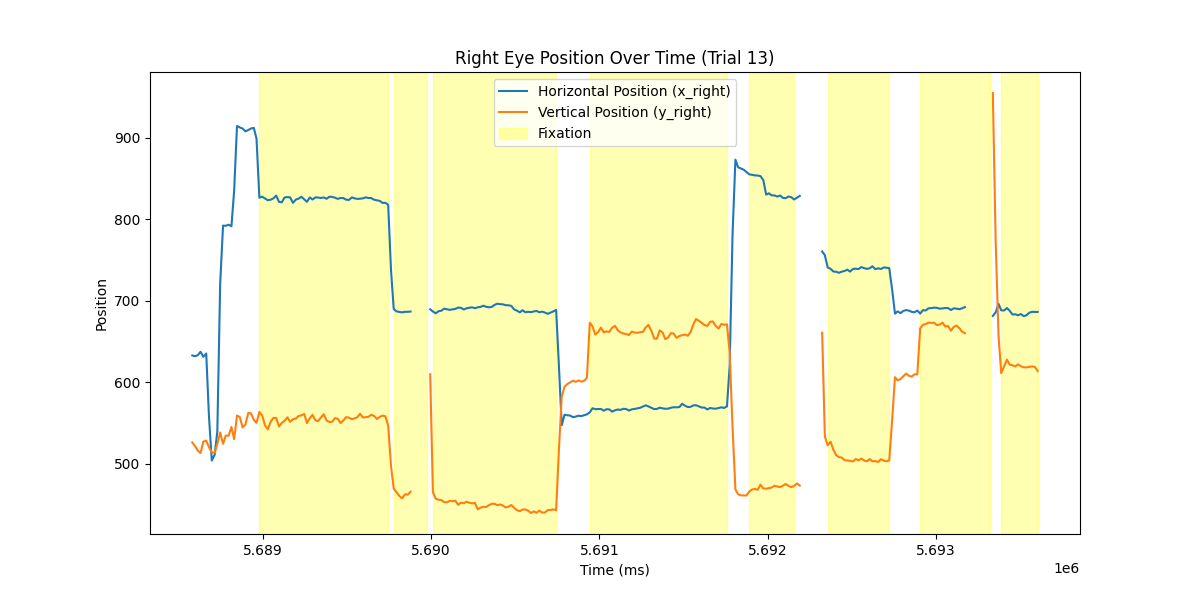 Right Eye Position Over Time (Trial 13)
Horizontal Position (x_right)
Vertical Position (y_right)
Fixation
900
800
700
600
500
Position
5.689 5.690 5.691 5.692 5.693
Time (ms)
1e6